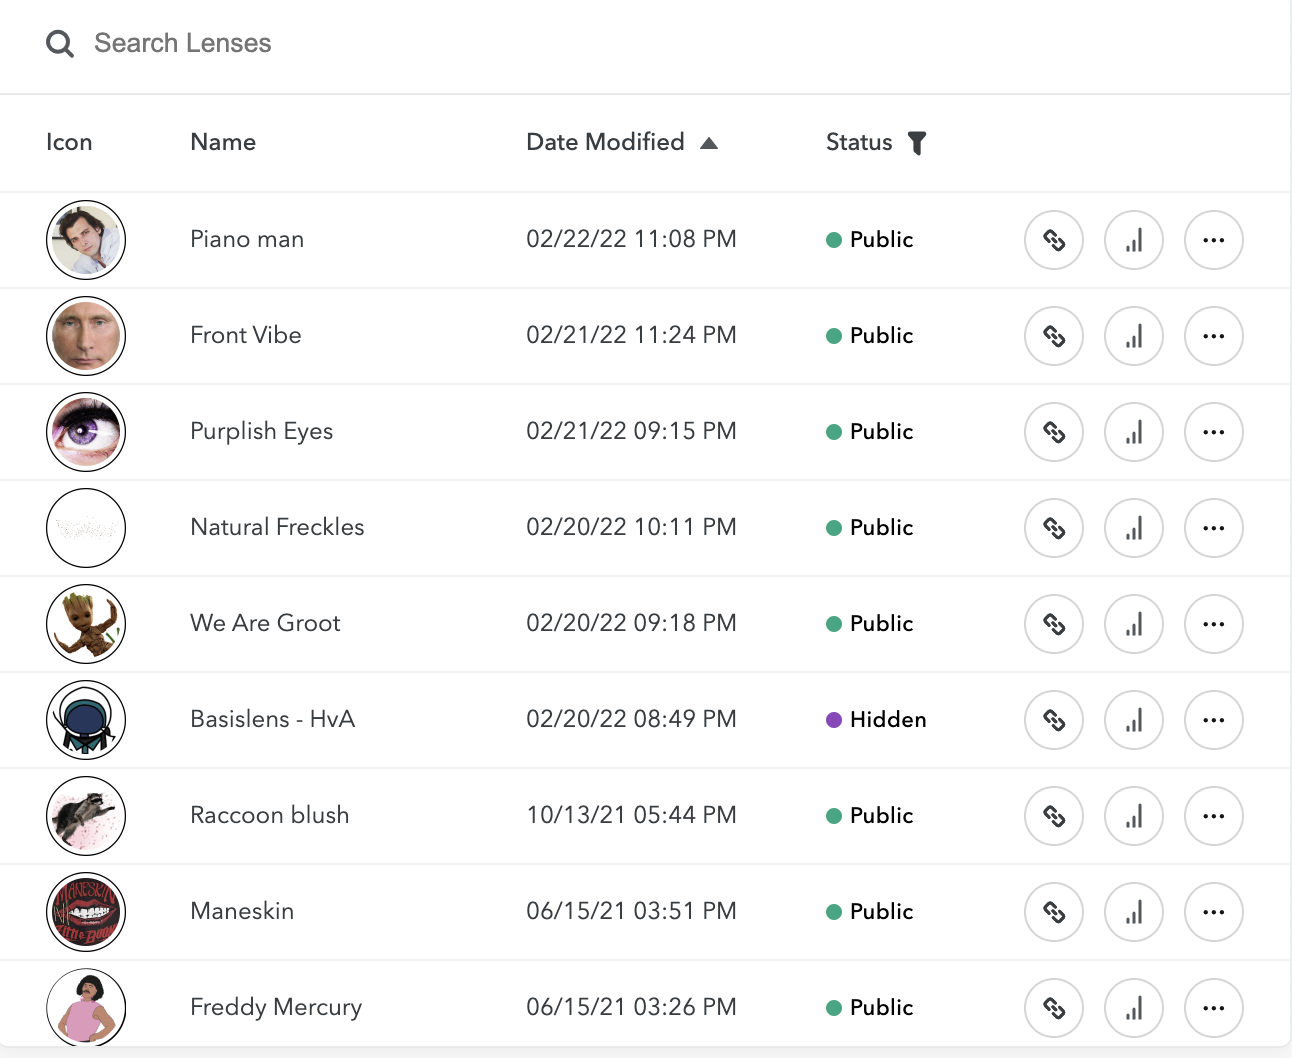 Search Lenses
Icon Name Date Modified Status
Piano man 02/22/22 11:08 PM Public
Front Vibe 02/21/22 11:24 PM Public
Purplish Eyes 02/21/22 09:15 PM Public
Natural Freckles 02/20/22 10:11 PM Public
We Are Groot 02/20/22 09:18 PM Public
Basislens - HvA 02/20/22 08:49 PM Hidden
Raccoon blush 10/13/21 05:44 PM Public
MANESKIN
Maneskin 06/15/21 03:51 PM Public
Freddy Mercury 06/15/21 03:26 PM Public